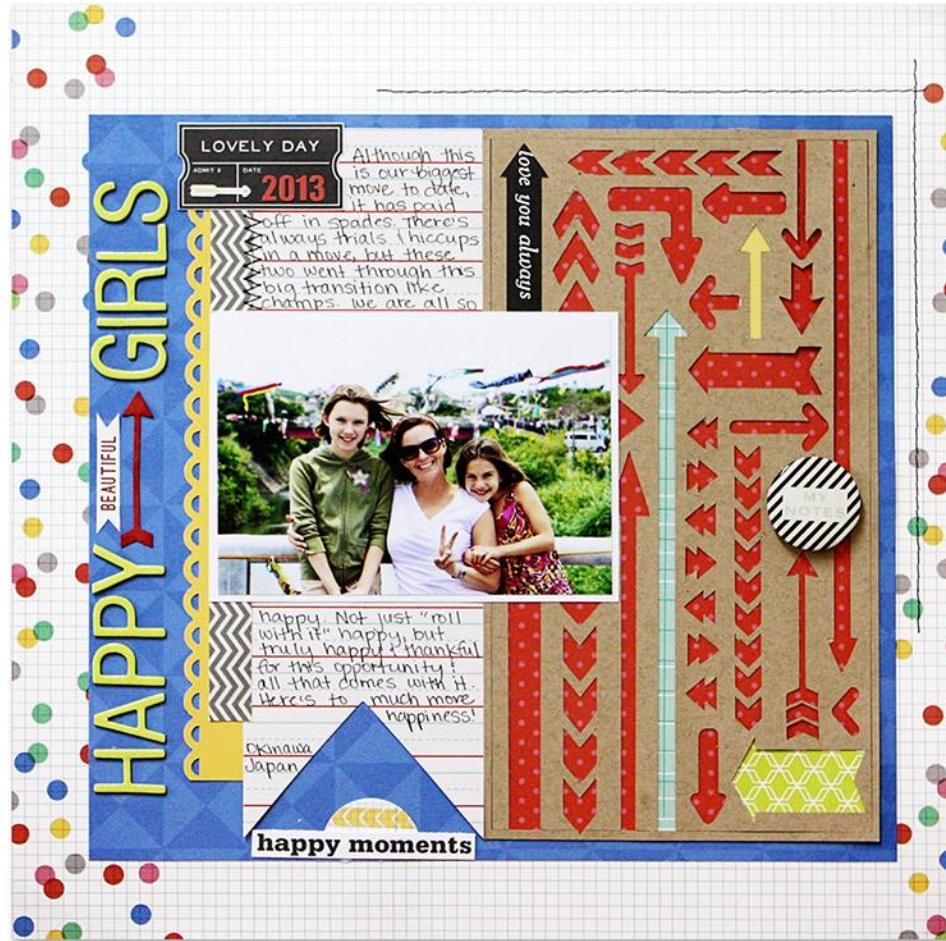 LOVELY DAY
ADMIT
DATE
2013
Although this
is our biggest
move to date,
it has paid
off in spades. There's
always trials & hiccups
in a move, but these
two went through this
big transition like
champs. We are all so
happy. Not just "roll
with it" happy, but
truly happy & thankful
for this opportunity &
all that comes with it.
Here's to much more
happiness!
Okinawa
Japan
happy moments
HAPPY GIRLS
BEAUTIFUL
love you always
MY
NOTES